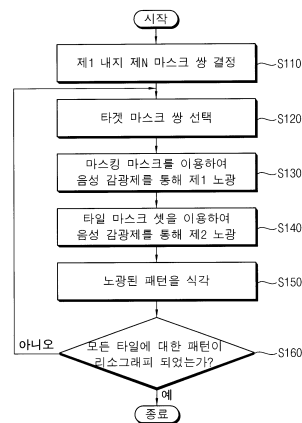 시작
제1 내지 제N 마스크 쌍 결정
S110
타겟 마스크 쌍 선택
S120
마스킹 마스크를 이용하여
음성 감광제를 통해 제1 노광
S130
타일 마스크 셋을 이용하여
음성 감광제를 통해 제2 노광
S140
노광된 패턴을 식각
S150
아니오
모든 타일에 대한 패턴이
리소그래피 되었는가?
S160
예
종료